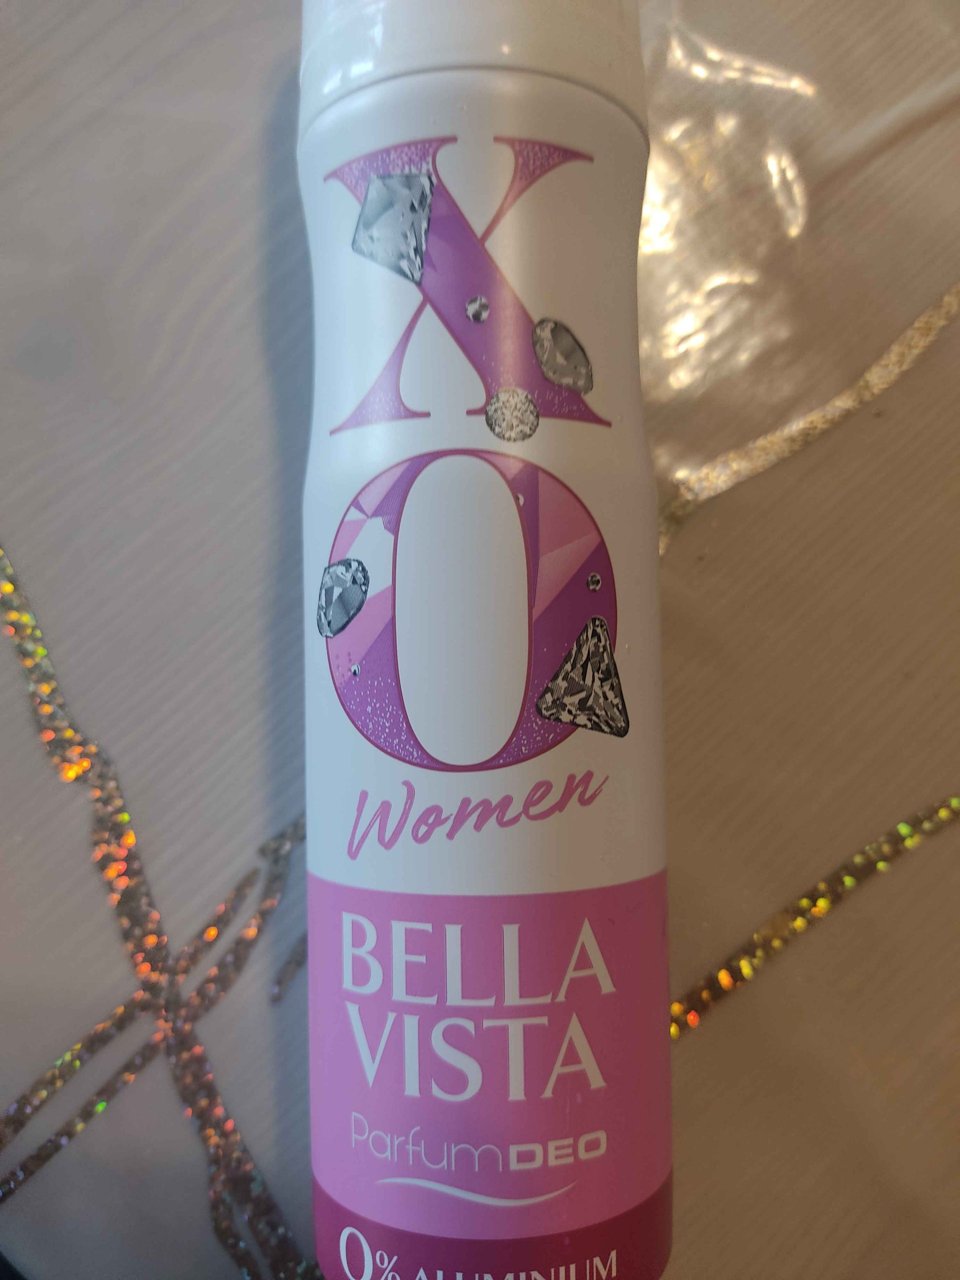 XO
Women
BELLA
VISTA
ParfumDEO
0% ALUMINIUM